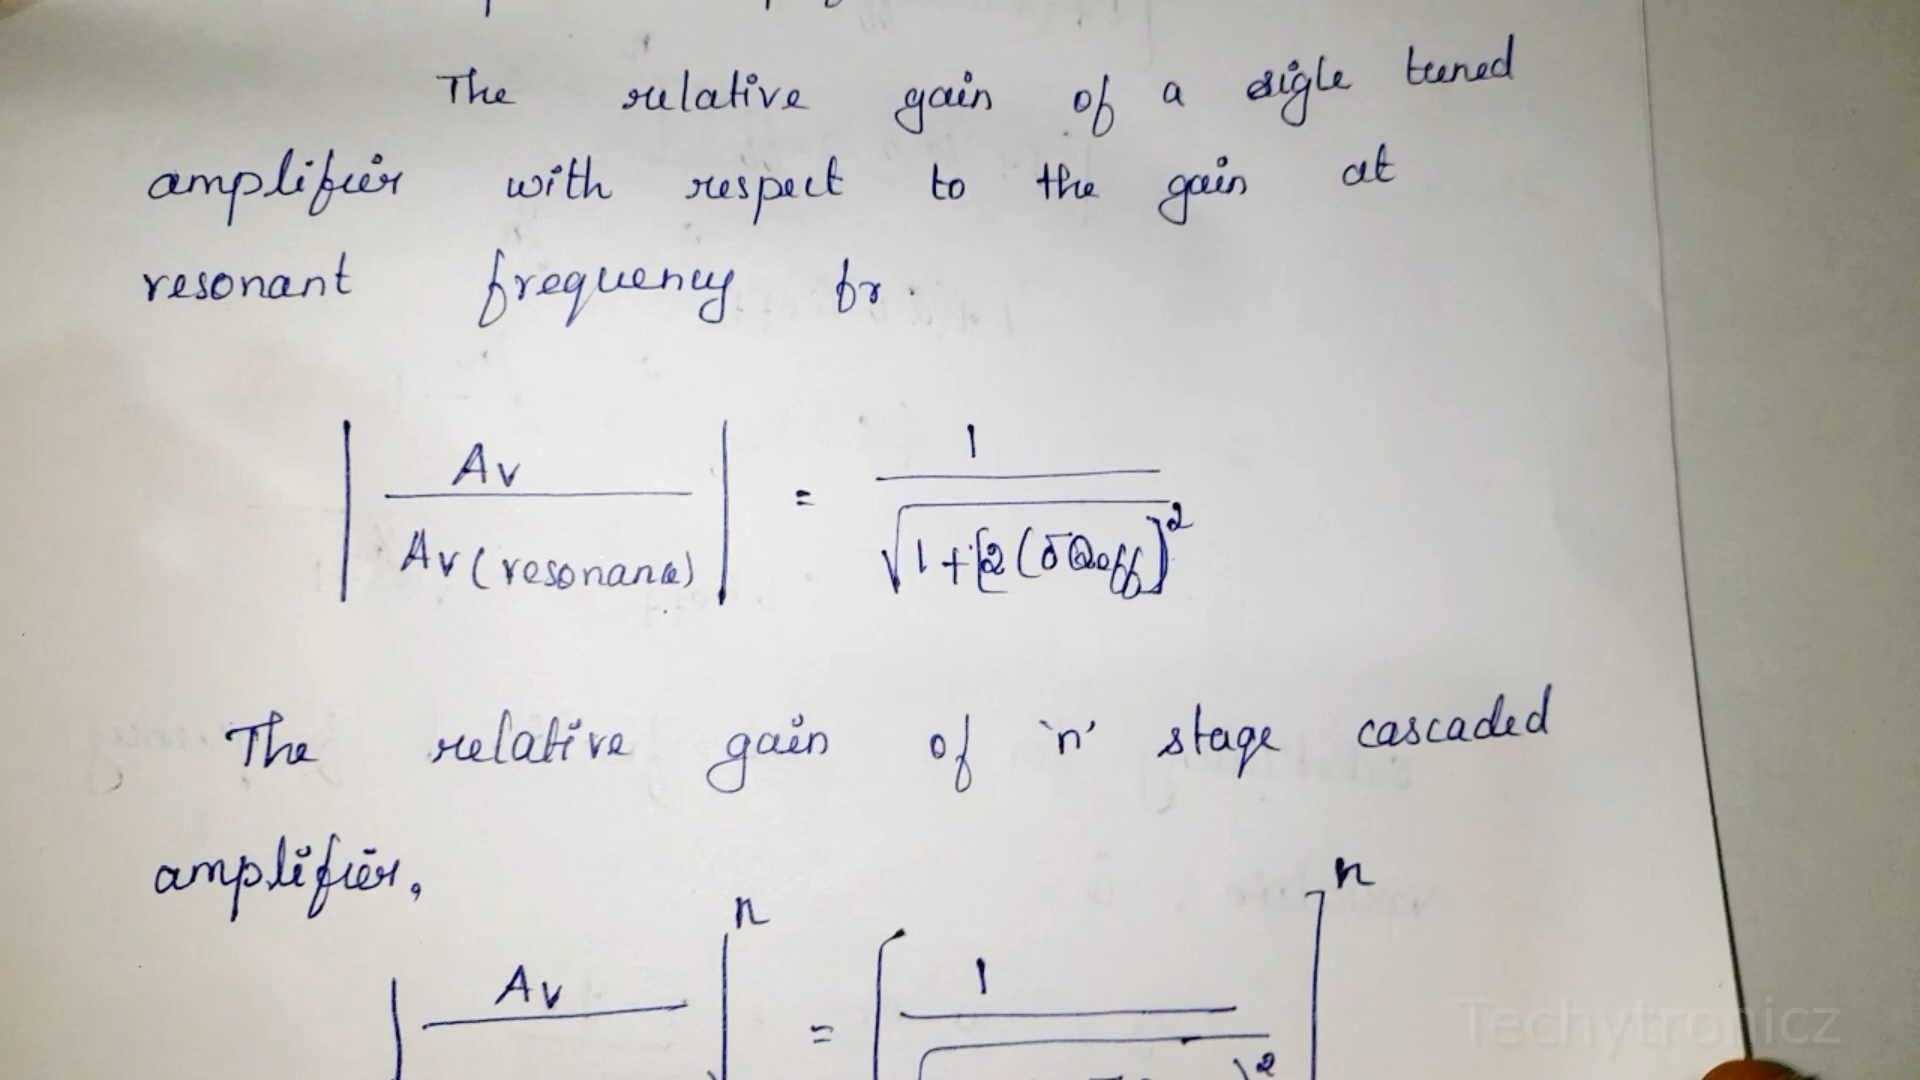 The relative gain of a sigle tuned
amplifier with respect to the gain at
resonant frequency fr.
| Av / Av (resonance) | = 1 / √1+[2(δQeff]²
The relative gain of 'n' stage cascaded
amplifier,
| Av |ⁿ = [ 1 / √ )² ]ⁿ
Techytronicz